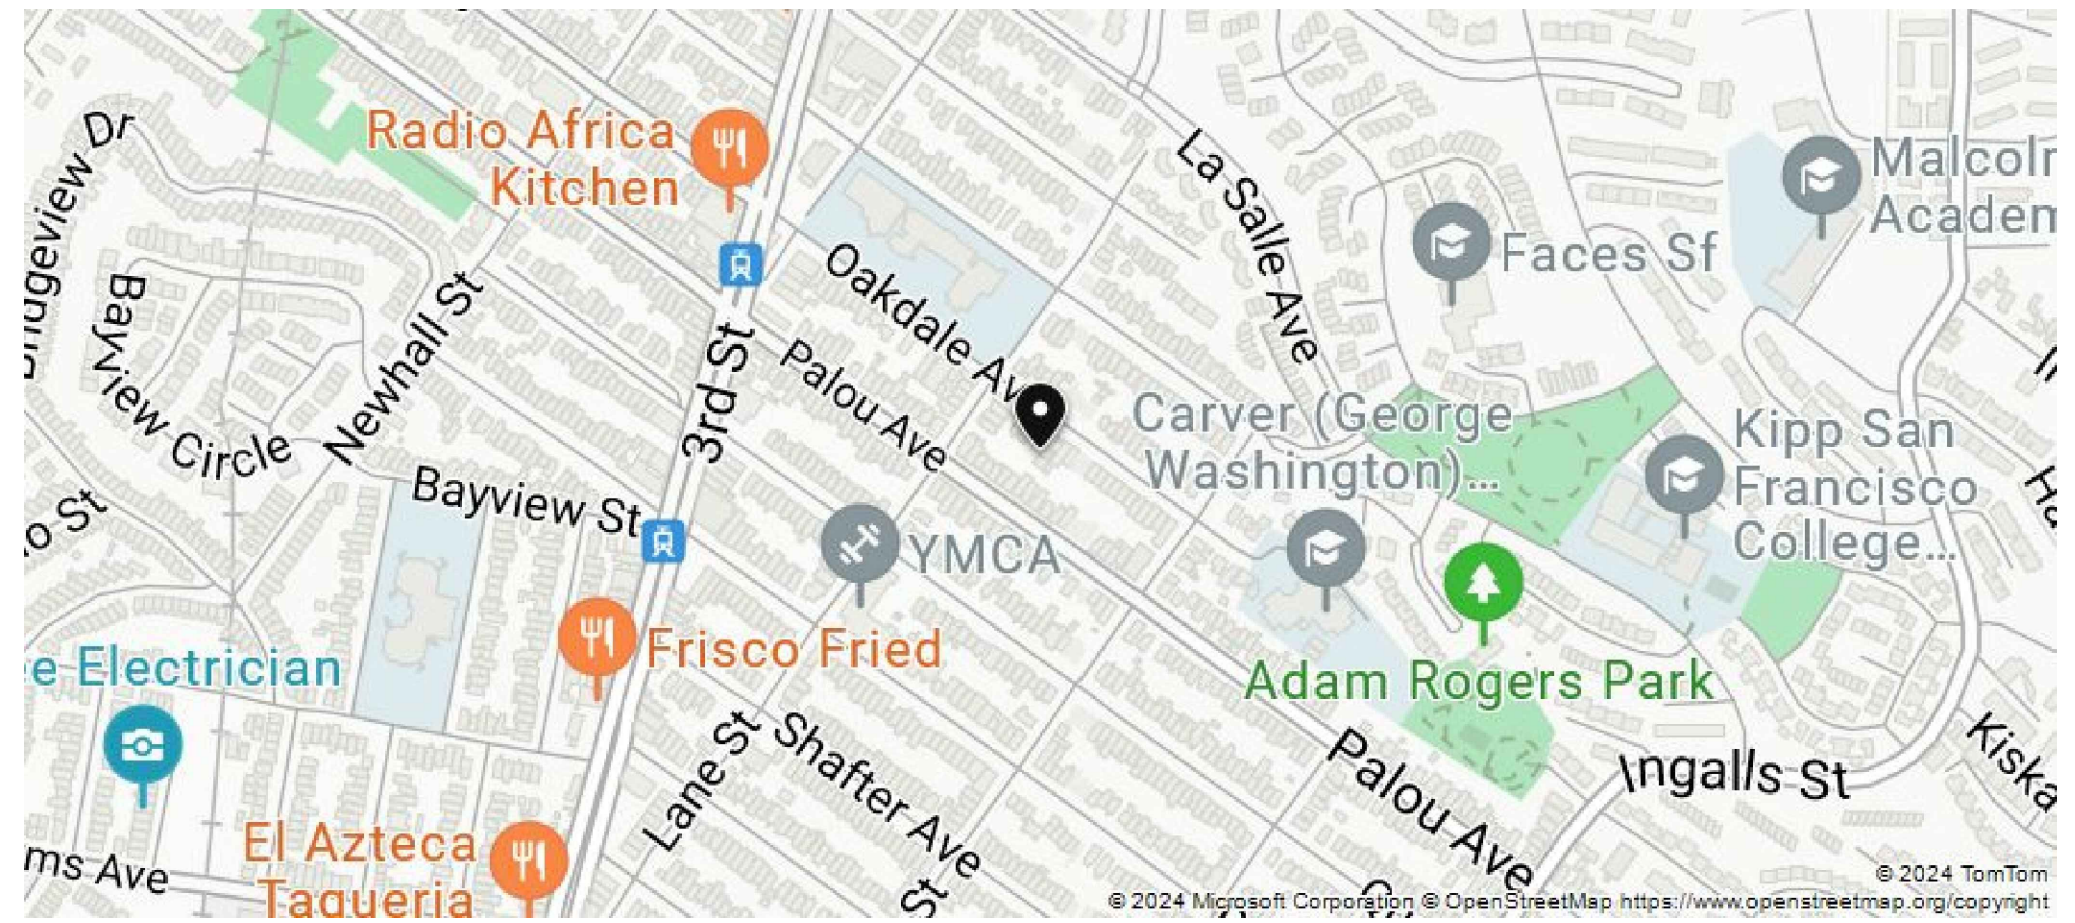 Radio Africa
Kitchen
Bridgeview Dr
Bayview Circle
Newhall St
3rd St
Oakdale Ave
Palou Ave
La Salle Ave
Faces Sf
Malcolm
Academ
Carver (George
Washington)...
Kipp San
Francisco
College...
Bayview St
o St
YMCA
Frisco Fried
e Electrician
Adam Rogers Park
Lane St
Shafter Ave
St
Palou Ave
Ingalls St
Kiska
El Azteca
Taqueria
ms Ave
© 2024 TomTom
© 2024 Microsoft Corporation © OpenStreetMap https://www.openstreetmap.org/copyright